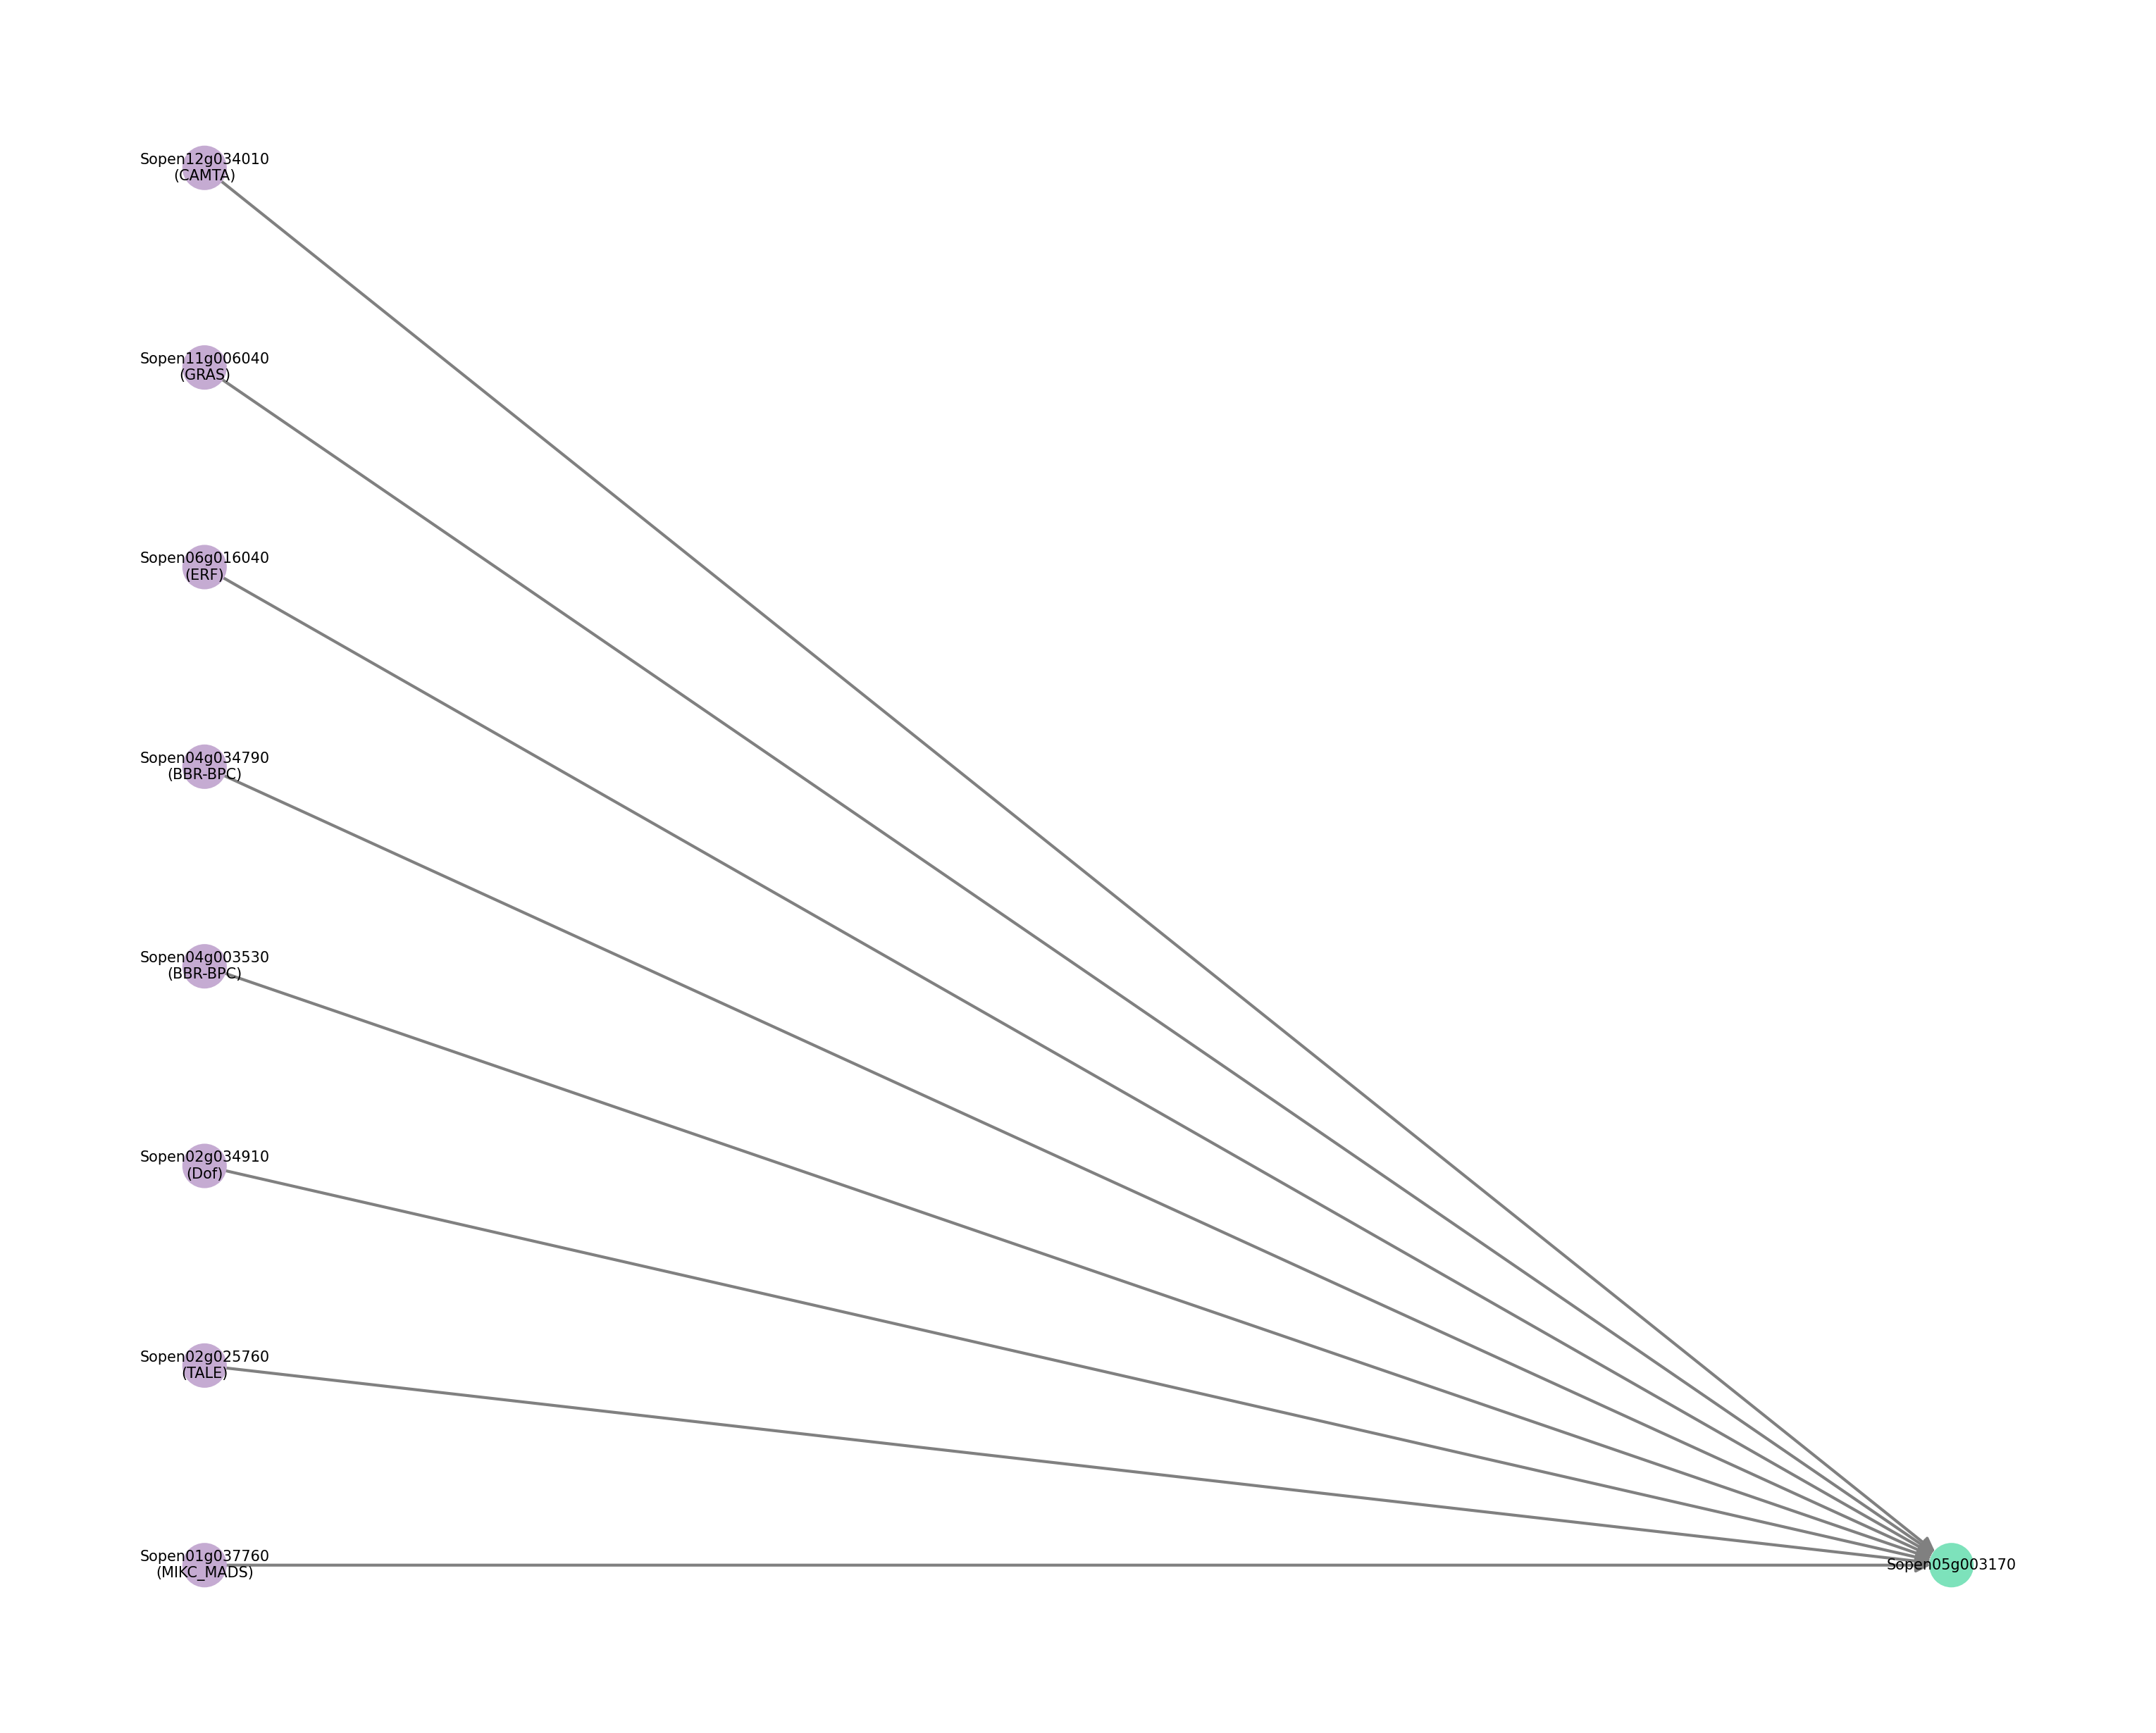 Sopen12g034010
(CAMTA)
Sopen11g006040
(GRAS)
Sopen06g016040
(ERF)
Sopen04g034790
(BBR-BPC)
Sopen04g003530
(BBR-BPC)
Sopen02g034910
(Dof)
Sopen02g025760
(TALE)
Sopen01g037760
(MIKC_MADS)
Sopen05g003170